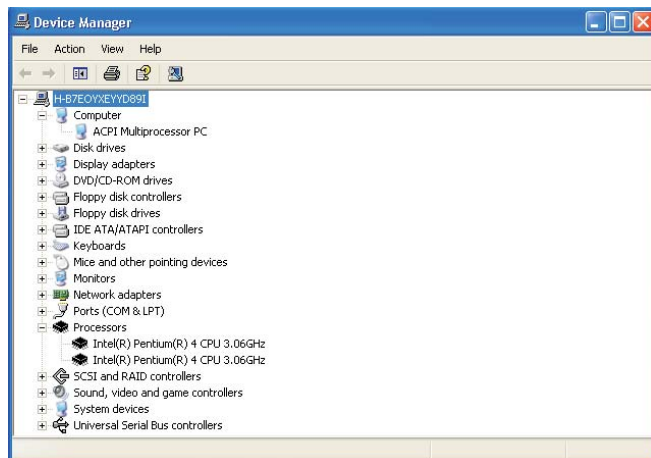 Device Manager
File Action View Help
H-B7EOYXEYYD89I
Computer
ACPI Multiprocessor PC
Disk drives
Display adapters
DVD/CD-ROM drives
Floppy disk controllers
Floppy disk drives
IDE ATA/ATAPI controllers
Keyboards
Mice and other pointing devices
Monitors
Network adapters
Ports (COM & LPT)
Processors
Intel(R) Pentium(R) 4 CPU 3.06GHz
Intel(R) Pentium(R) 4 CPU 3.06GHz
SCSI and RAID controllers
Sound, video and game controllers
System devices
Universal Serial Bus controllers